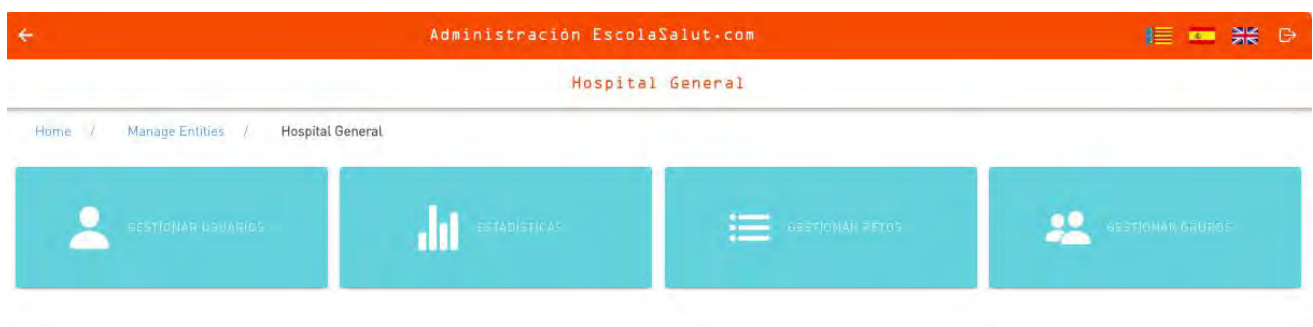 Administración EscolaSalut.com
Hospital General
Home / Manage Entities / Hospital General
GESTIONAR USUARIOS
ESTADÍSTICAS
GESTIONAR RETOS
GESTIONAR GRUPOS